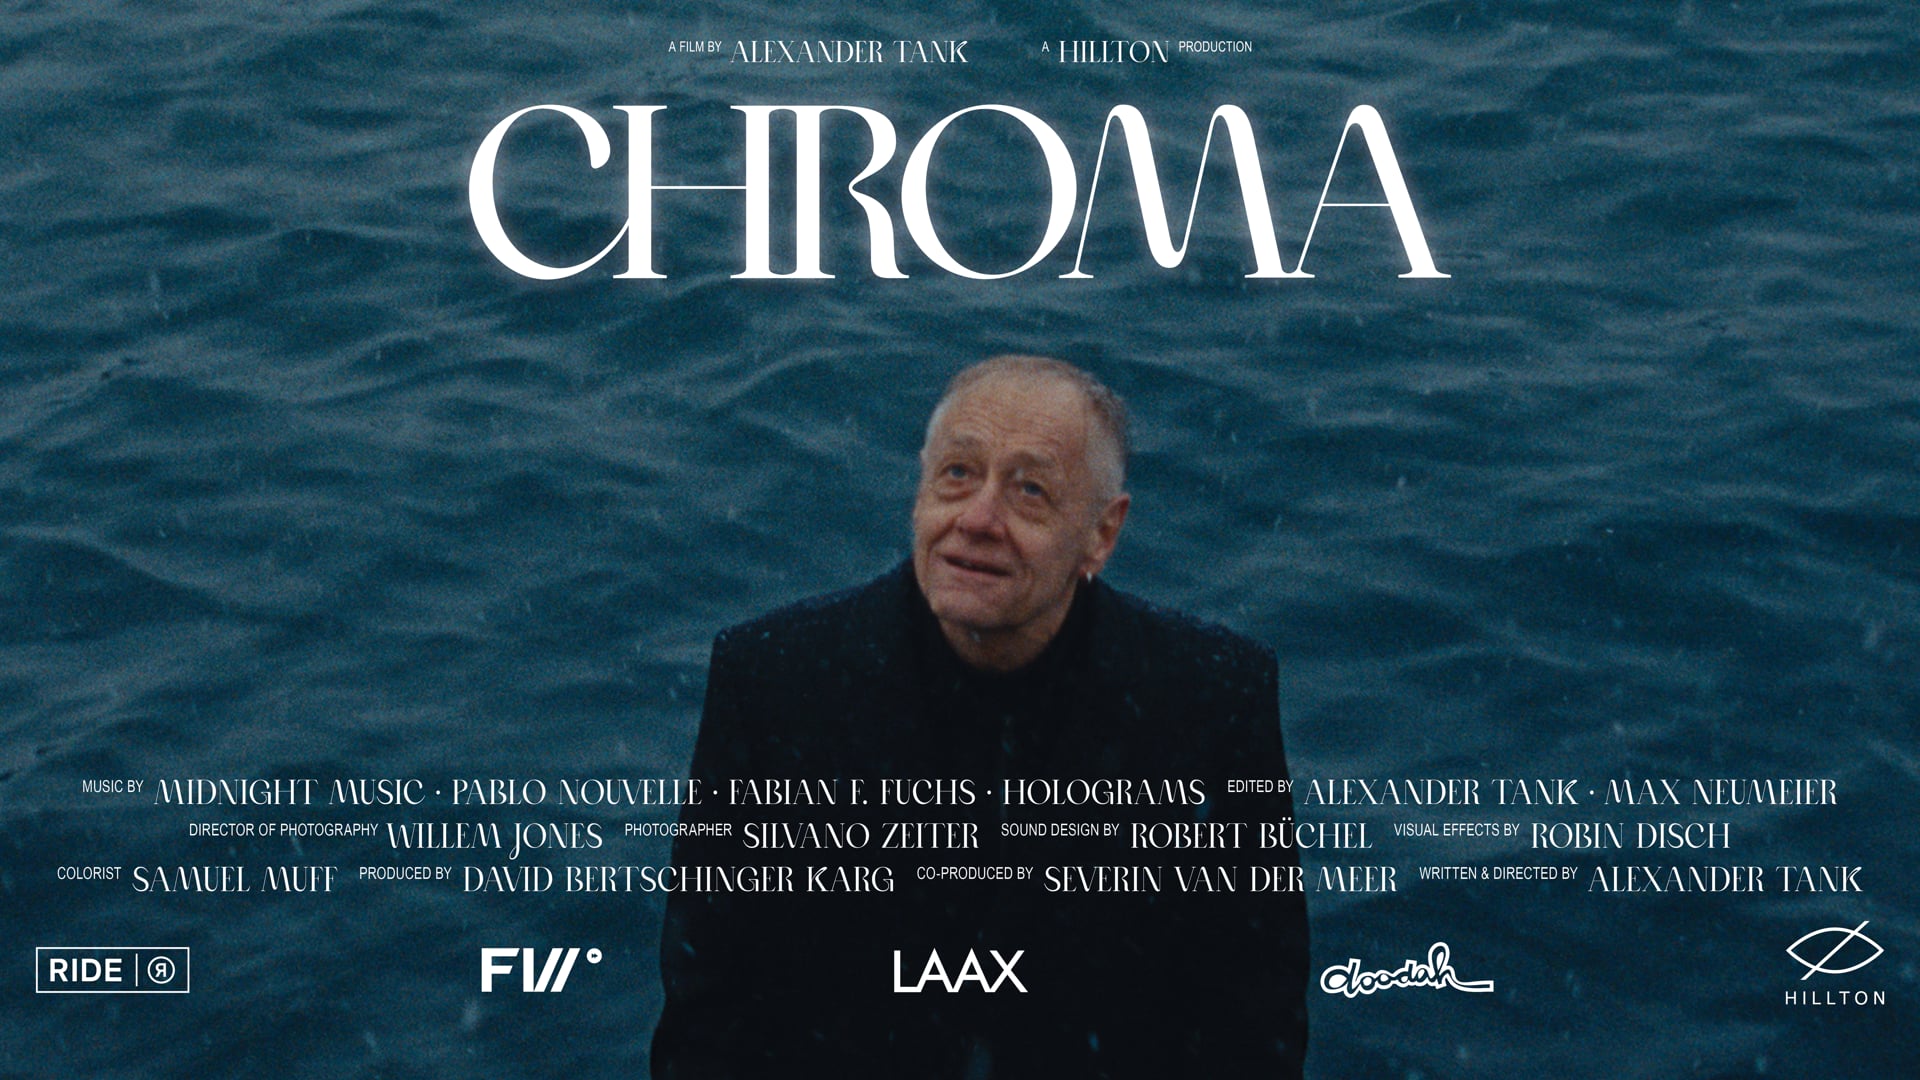 A FILM BY ALEXANDER TANK A HILLTON PRODUCTION
CHROMA
MUSIC BY MIDNIGHT MUSIC · PABLO NOUVELLE · FABIAN F. FUCHS · HOLOGRAMS EDITED BY ALEXANDER TANK · MAX NEUMEIER
DIRECTOR OF PHOTOGRAPHY WILLEM JONES PHOTOGRAPHER SILVANO ZEITER SOUND DESIGN BY ROBERT BÜCHEL VISUAL EFFECTS BY ROBIN DISCH
COLORIST SAMUEL MUFF PRODUCED BY DAVID BERTSCHINGER KARG CO-PRODUCED BY SEVERIN VAN DER MEER WRITTEN & DIRECTED BY ALEXANDER TANK
RIDE FW LAAX doodah HILLTON